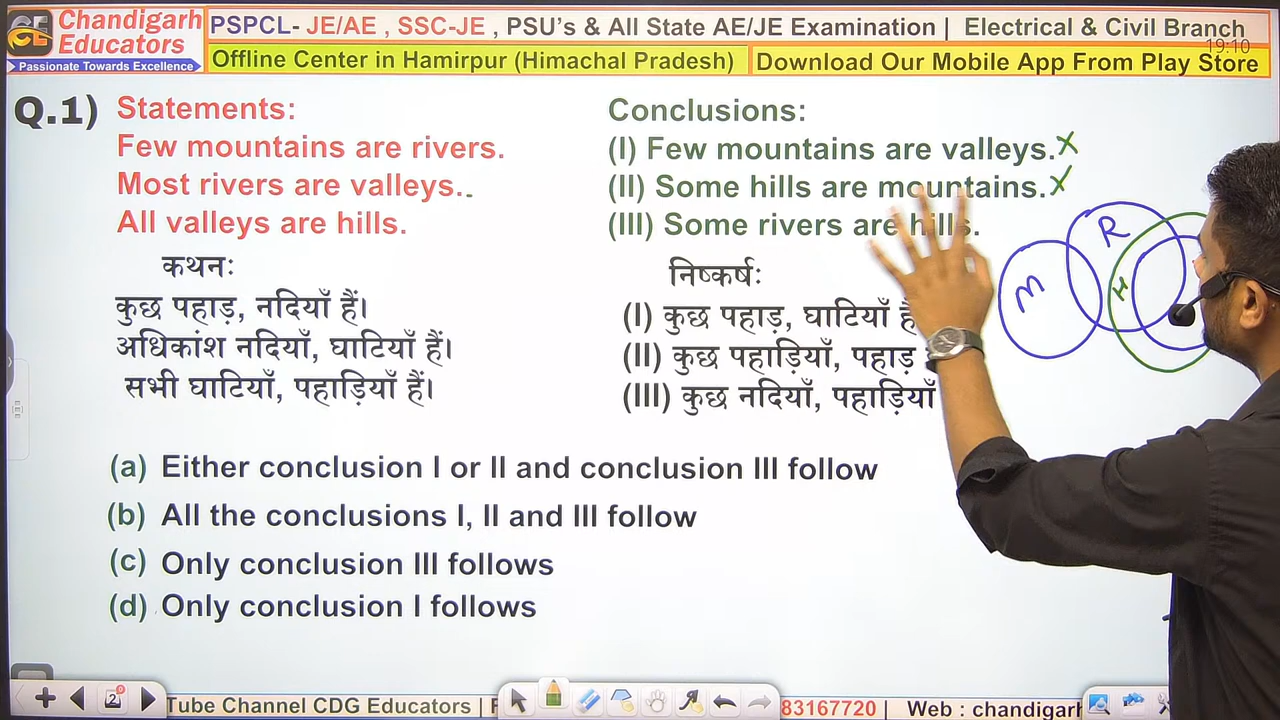 CE
Chandigarh
Educators
Passionate Towards Excellence
PSPCL- JE/AE , SSC-JE , PSU's & All State AE/JE Examination | Electrical & Civil Branch
19:10
Offline Center in Hamirpur (Himachal Pradesh)
Download Our Mobile App From Play Store
Q.1)
Statements:
Few mountains are rivers.
Most rivers are valleys.
All valleys are hills.
Conclusions:
(I) Few mountains are valleys. X
(II) Some hills are mountains. X
(III) Some rivers are hills.
कथनः
कुछ पहाड़, नदियाँ हैं।
अधिकांश नदियाँ, घाटियाँ हैं।
सभी घाटियाँ, पहाड़ियाँ हैं।
निष्कर्षः
(I) कुछ पहाड़, घाटियाँ
(II) कुछ पहाड़ियाँ, पहाड़
(III) कुछ नदियाँ, पहाड़ियाँ
M
R
H
(a) Either conclusion I or II and conclusion III follow
(b) All the conclusions I, II and III follow
(c) Only conclusion III follows
(d) Only conclusion I follows
2
Tube Channel CDG Educators |
83167720 | Web : chandigarh